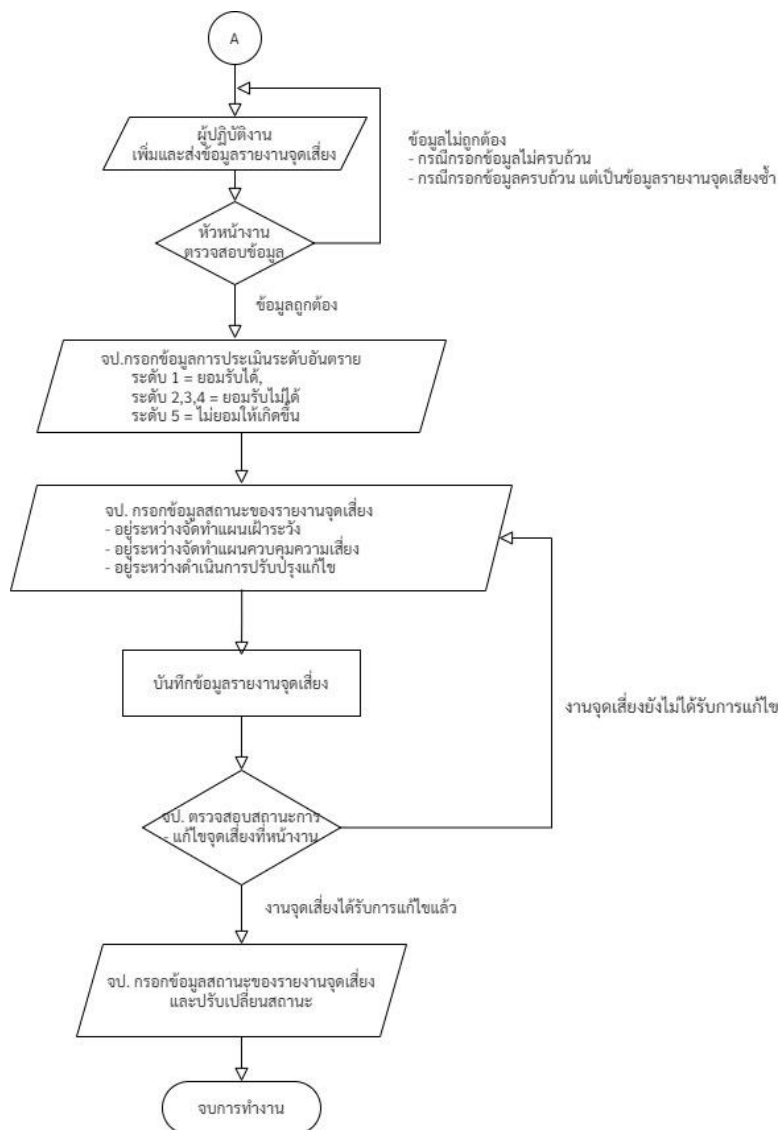 A
ผู้ปฏิบัติงาน
เพิ่มและส่งข้อมูลรายงานจุดเสี่ยง
ข้อมูลไม่ถูกต้อง
- กรณีกรอกข้อมูลไม่ครบถ้วน
- กรณีกรอกข้อมูลครบถ้วน แต่เป็นข้อมูลรายงานจุดเสียงซ้ำ
หัวหน้างาน
ตรวจสอบข้อมูล
ข้อมูลถูกต้อง
จป.กรอกข้อมูลการประเมินระดับอันตราย
ระดับ 1 = ยอมรับได้,
ระดับ 2,3,4 = ยอมรับไม่ได้
ระดับ 5 = ไม่ยอมให้เกิดขึ้น
จป. กรอกข้อมูลสถานะของรายงานจุดเสี่ยง
- อยู่ระหว่างจัดทำแผนเฝ้าระวัง
- อยู่ระหว่างจัดทำแผนควบคุมความเสี่ยง
- อยู่ระหว่างดำเนินการปรับปรุงแก้ไข
บันทึกข้อมูลรายงานจุดเสี่ยง
งานจุดเสี่ยงยังไม่ได้รับการแก้ไข
จป. ตรวจสอบสถานะการ
- แก้ไขจุดเสี่ยงที่หน้างาน
งานจุดเสี่ยงได้รับการแก้ไขแล้ว
จป. กรอกข้อมูลสถานะของรายงานจุดเสี่ยง
และปรับเปลี่ยนสถานะ
จบการทำงาน